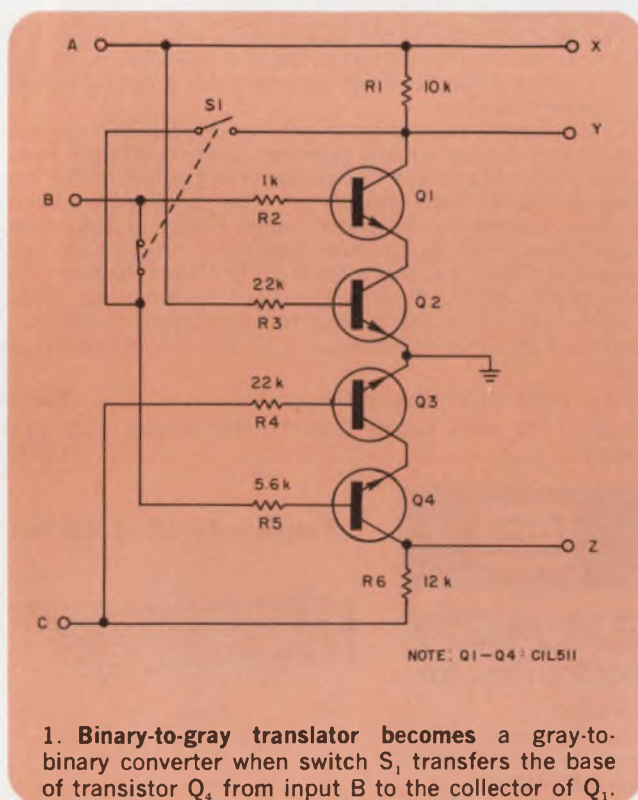 A
X
R1 10k
S1
Y
B
1k
R2
Q1
22k
R3
Q2
22k
R4
Q3
5.6k
R5
Q4
Z
R6 12k
C
NOTE: Q1–Q4: CIL511
1. Binary-to-gray translator becomes a gray-to-
binary converter when switch S₁ transfers the base
of transistor Q₄ from input B to the collector of Q₁.